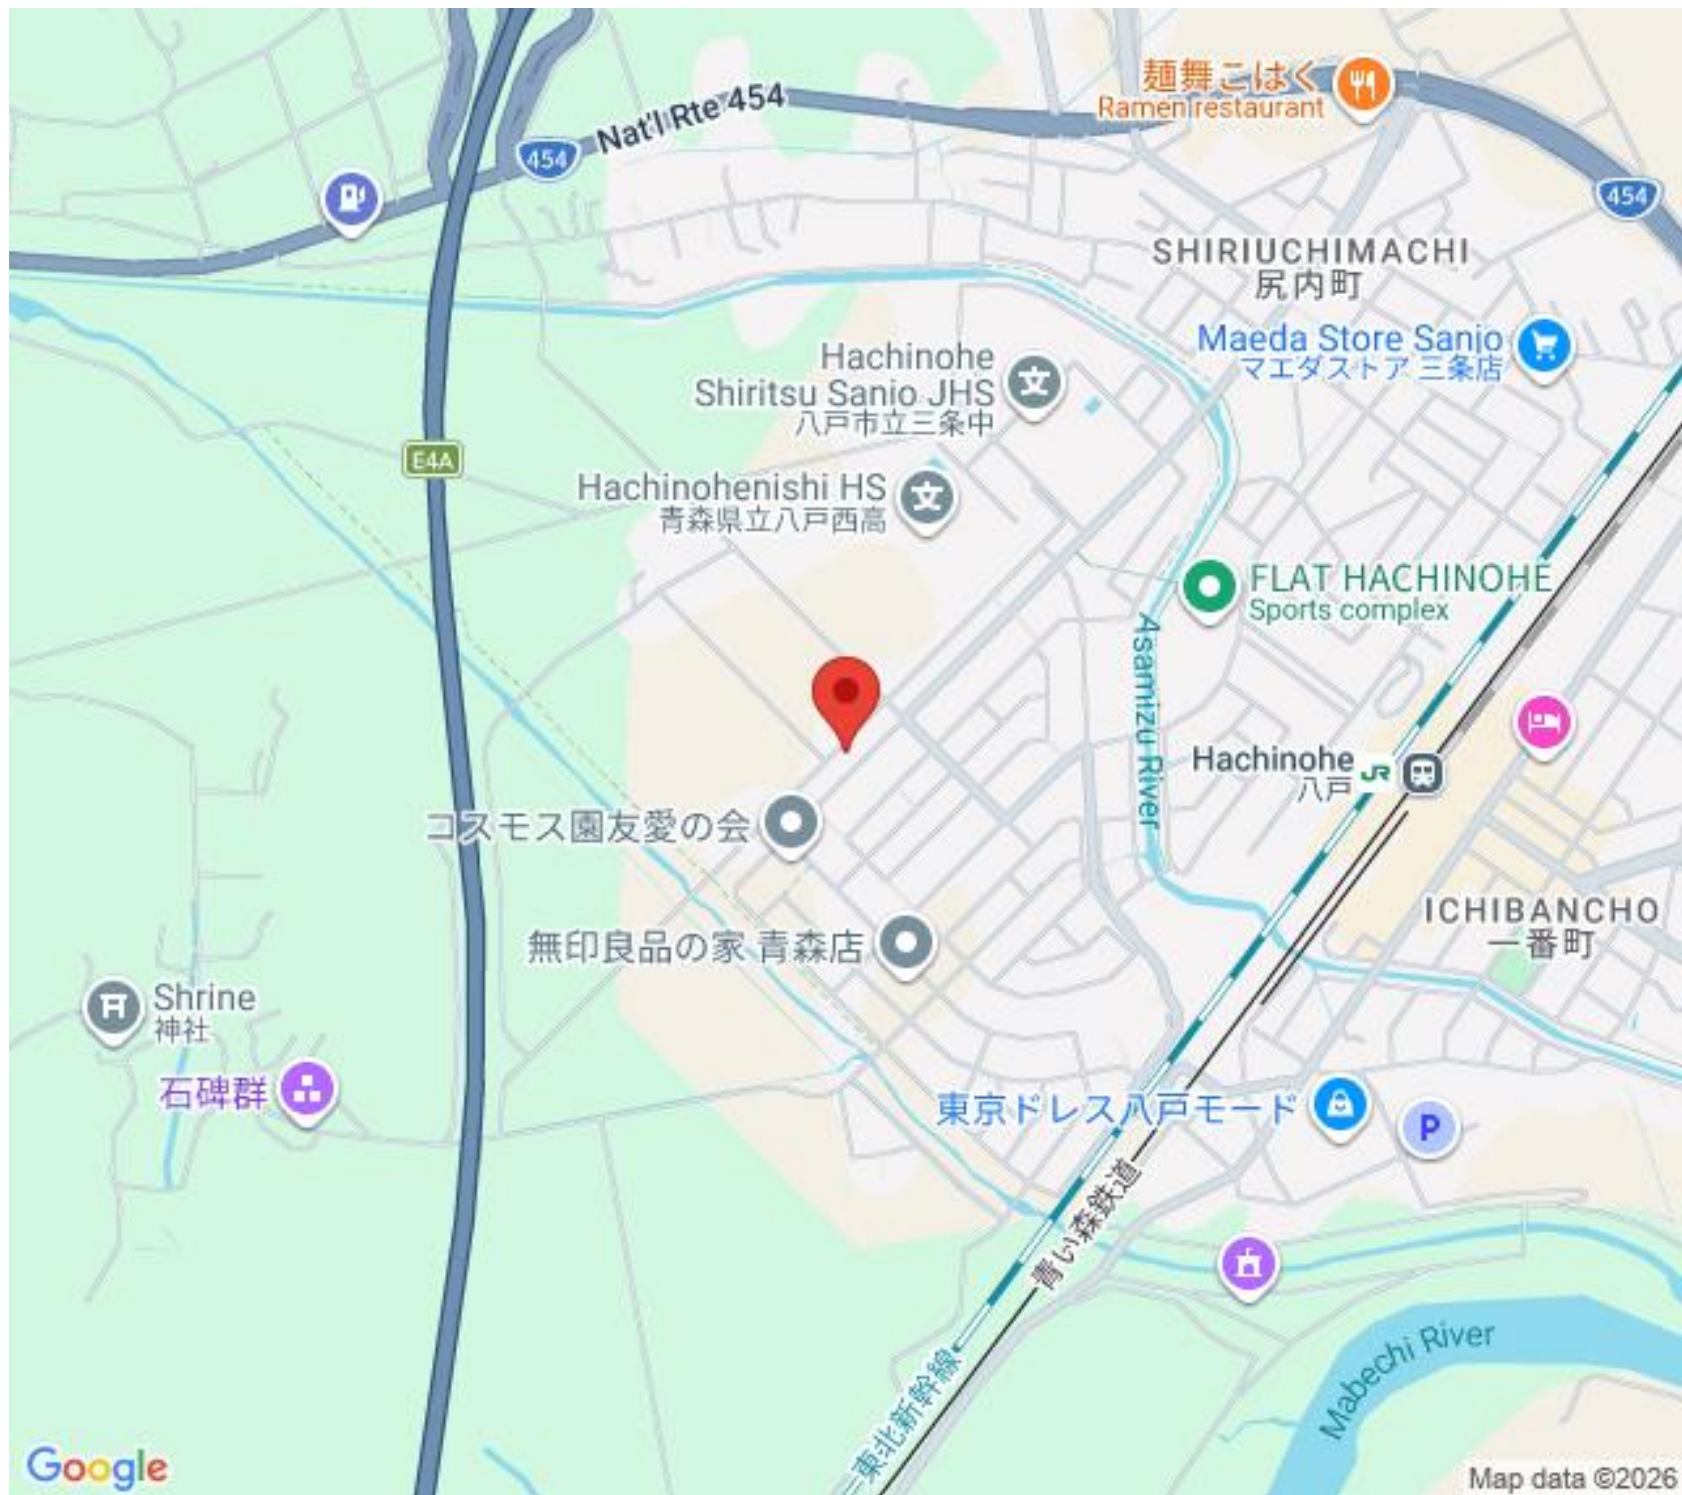 麺舞こはく
Ramen restaurant
Nat'l Rte 454
454
454
SHIRIUCHIMACHI
尻内町
Maeda Store Sanjo
マエダストア 三条店
Hachinohe
Shiritsu Sanjo JHS
八戸市立三条中
E4A
Hachinohenishi HS
青森県立八戸西高
FLAT HACHINOHE
Sports complex
Asamizu River
Hachinohe
八戸
JR
コスモス園友愛の会
ICHIBANCHO
一番町
無印良品の家 青森店
Shrine
神社
石碑群
東京ドレス八戸モード
P
青い森鉄道
Mabechi River
東北新幹線
Google
Map data ©2026